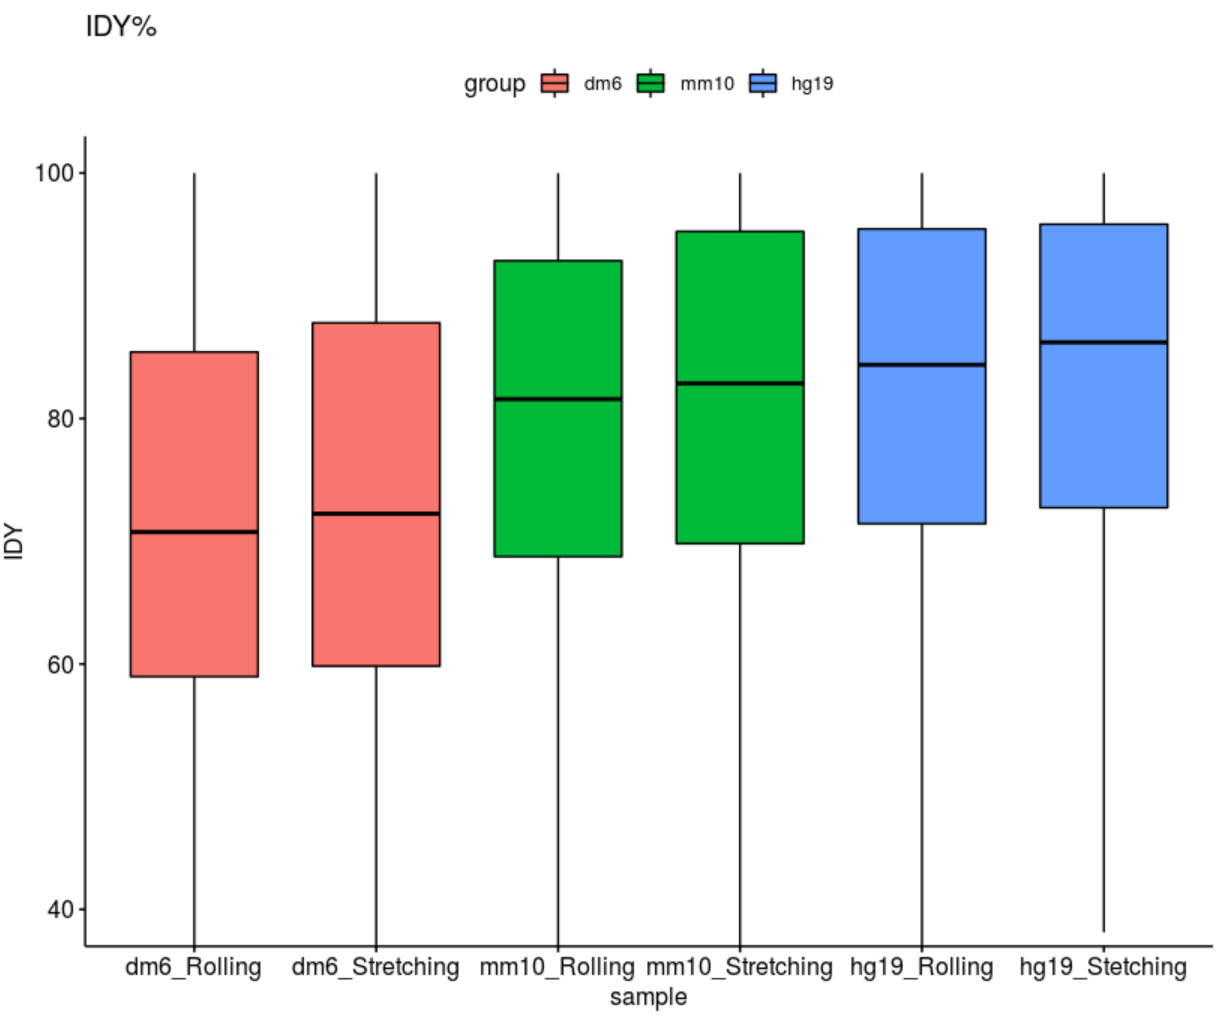 IDY%
group dm6 mm10 hg19
100
80
60
40
IDY
dm6_Rolling dm6_Stretching mm10_Rolling mm10_Stretching hg19_Rolling hg19_Stetching
sample